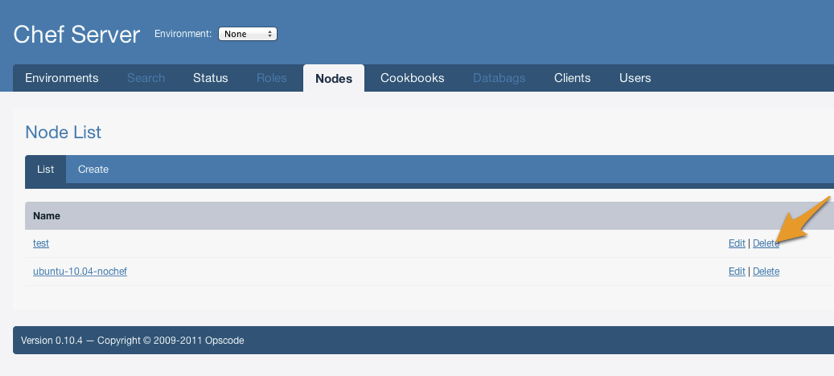 Chef Server Environment: None
Environments Search Status Roles Nodes Cookbooks Databags Clients Users
Node List
List Create
Name
test Edit | Delete
ubuntu-10.04-nochef Edit | Delete
Version 0.10.4 — Copyright © 2009-2011 Opscode